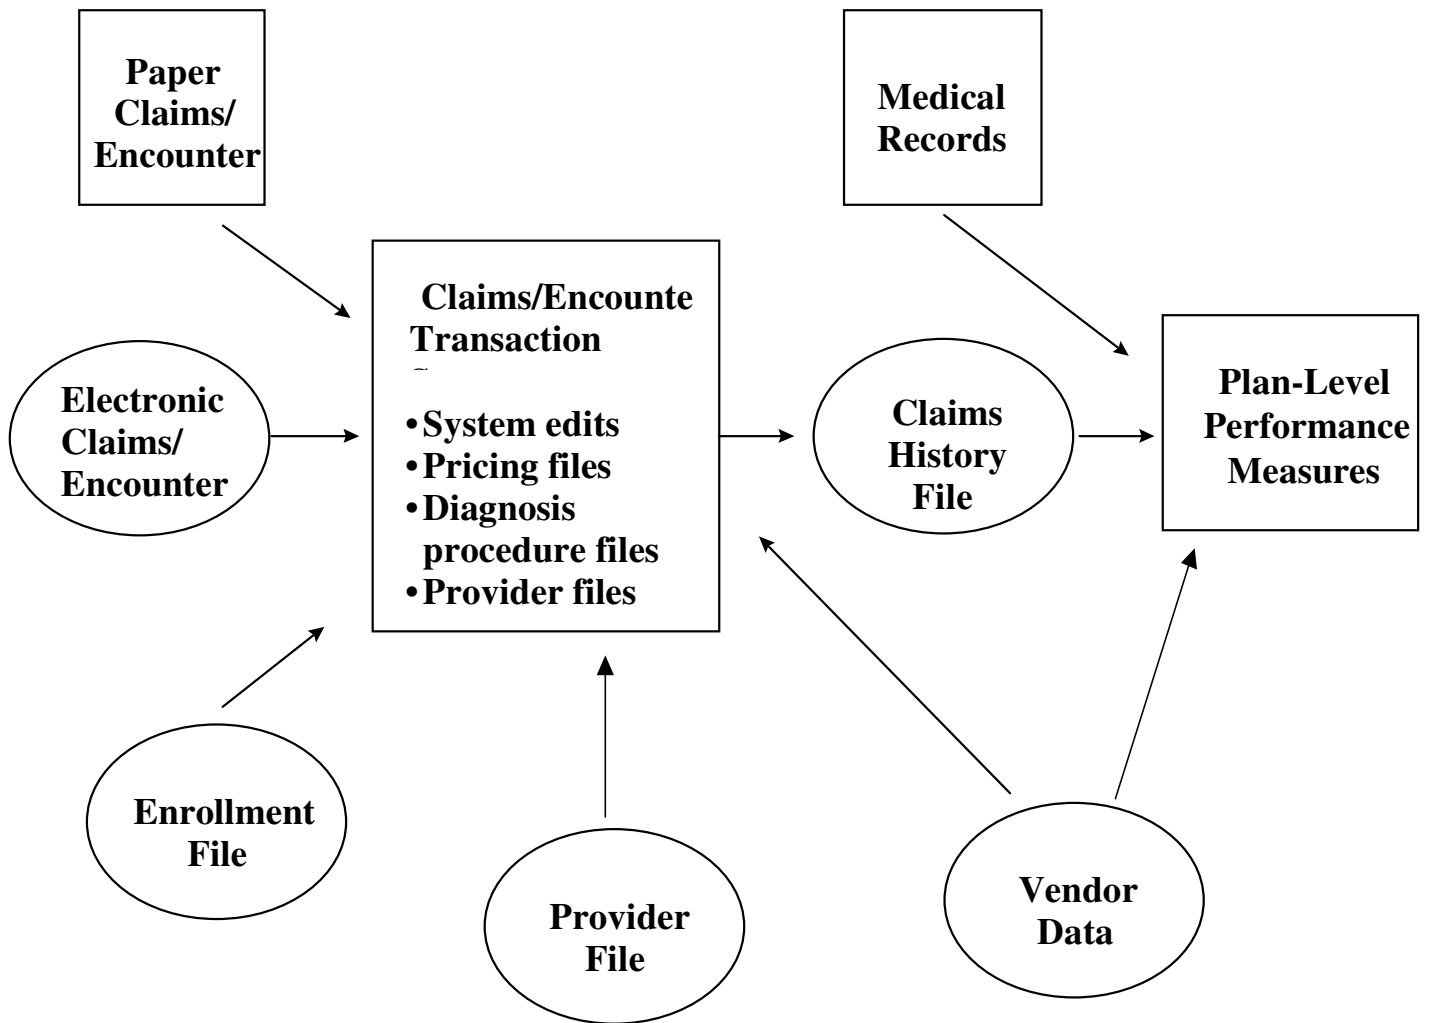 Paper
Claims/
Encounter
Medical
Records
Claims/Encounte
Transaction
•System edits
•Pricing files
•Diagnosis
procedure files
•Provider files
Electronic
Claims/
Encounter
Claims
History
File
Plan-Level
Performance
Measures
Enrollment
File
Provider
File
Vendor
Data